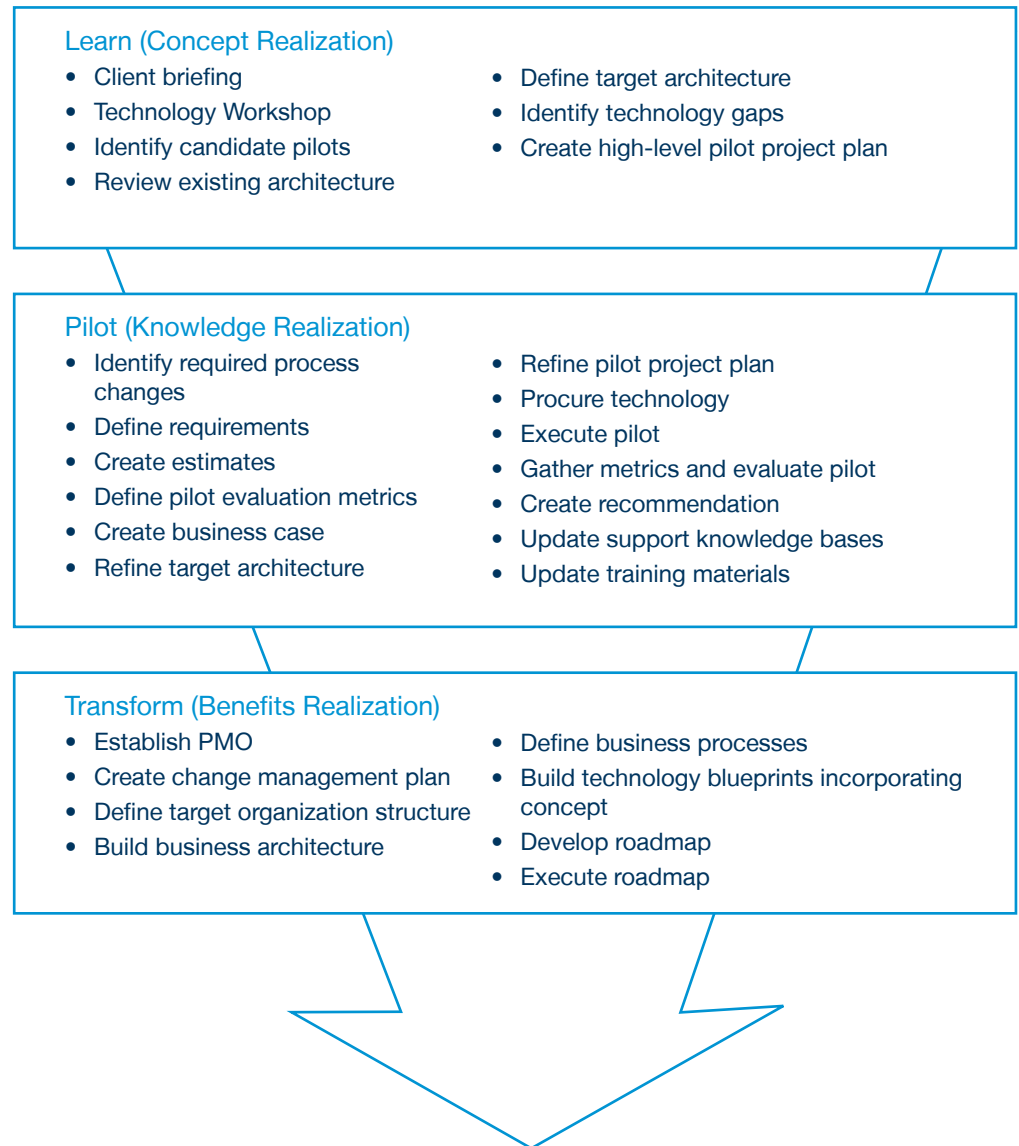 Learn (Concept Realization)
• Client briefing
• Technology Workshop
• Identify candidate pilots
• Review existing architecture
• Define target architecture
• Identify technology gaps
• Create high-level pilot project plan
Pilot (Knowledge Realization)
• Identify required process
changes
• Define requirements
• Create estimates
• Define pilot evaluation metrics
• Create business case
• Refine target architecture
• Refine pilot project plan
• Procure technology
• Execute pilot
• Gather metrics and evaluate pilot
• Create recommendation
• Update support knowledge bases
• Update training materials
Transform (Benefits Realization)
• Establish PMO
• Create change management plan
• Define target organization structure
• Build business architecture
• Define business processes
• Build technology blueprints incorporating
concept
• Develop roadmap
• Execute roadmap